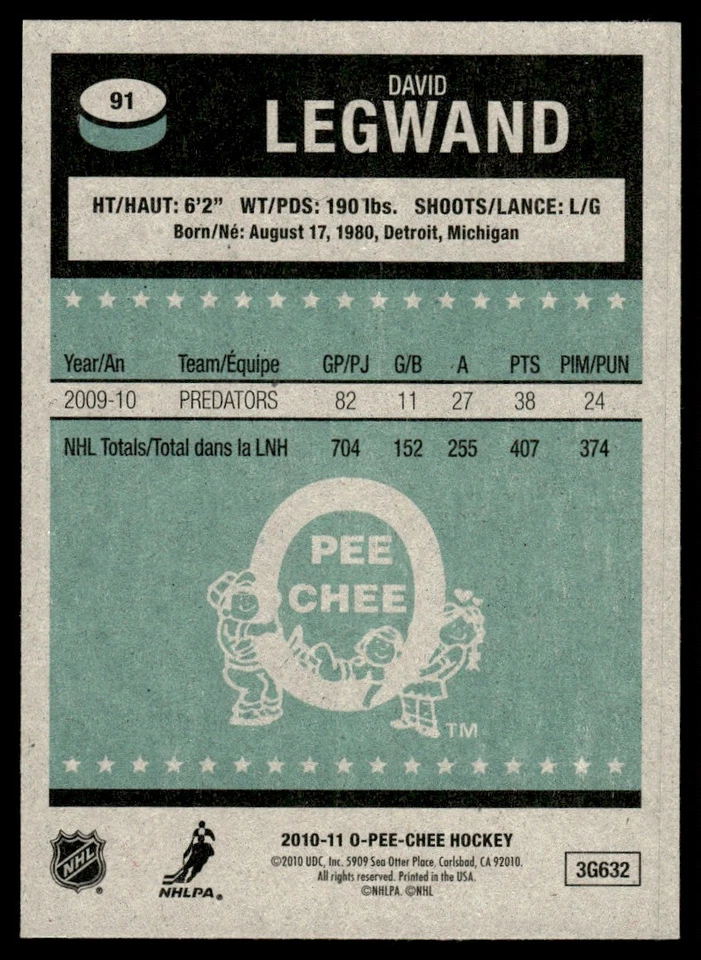 91
DAVID
LEGWAND
HT/HAUT: 6'2" WT/PDS: 190 lbs. SHOOTS/LANCE: L/G
Born/Né: August 17, 1980, Detroit, Michigan
Year/An Team/Équipe GP/PJ G/B A PTS PIM/PUN
2009-10 PREDATORS 82 11 27 38 24
NHL Totals/Total dans la LNH 704 152 255 407 374
O
PEE
CHEE
TM
NHL ®
NHLPA®
2010-11 O-PEE-CHEE HOCKEY
©2010 UDC, Inc. 5909 Sea Otter Place, Carlsbad, CA 92010.
All rights reserved. Printed in the USA.
©NHLPA. ©NHL
3G632